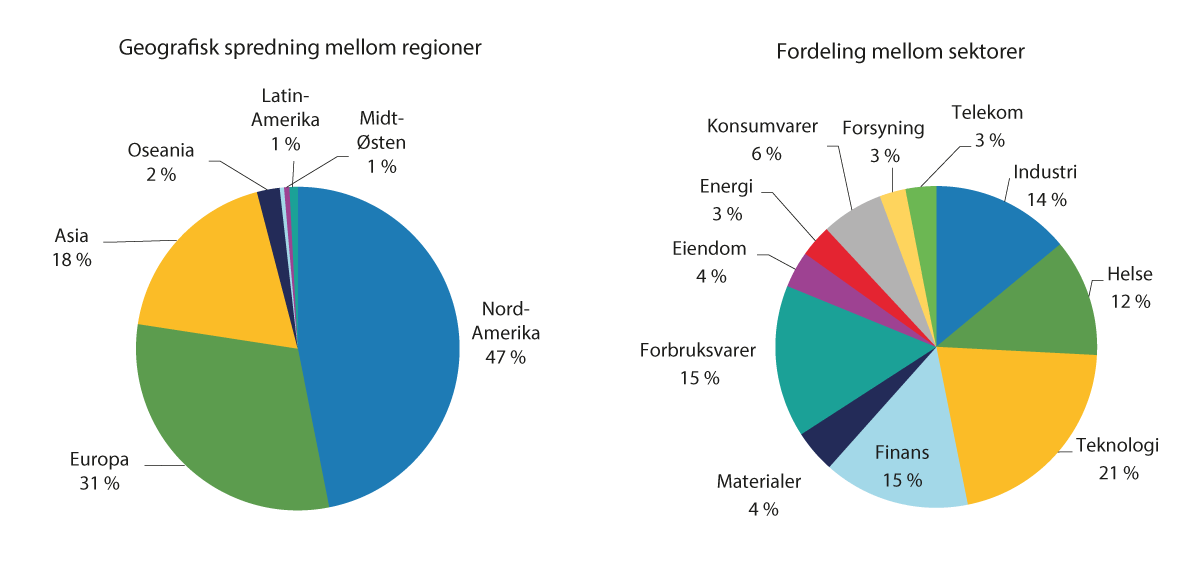 Geografisk spredning mellom regioner
Latin-
Amerika
1 %
Midt-
Østen
1 %
Oseania
2 %
Asia
18 %
Nord-
Amerika
47 %
Europa
31 %
Fordeling mellom sektorer
Telekom
3 %
Forsyning
3 %
Konsumvarer
6 %
Industri
14 %
Energi
3 %
Eiendom
4 %
Helse
12 %
Forbruksvarer
15 %
Teknologi
21 %
Finans
15 %
Materialer
4 %